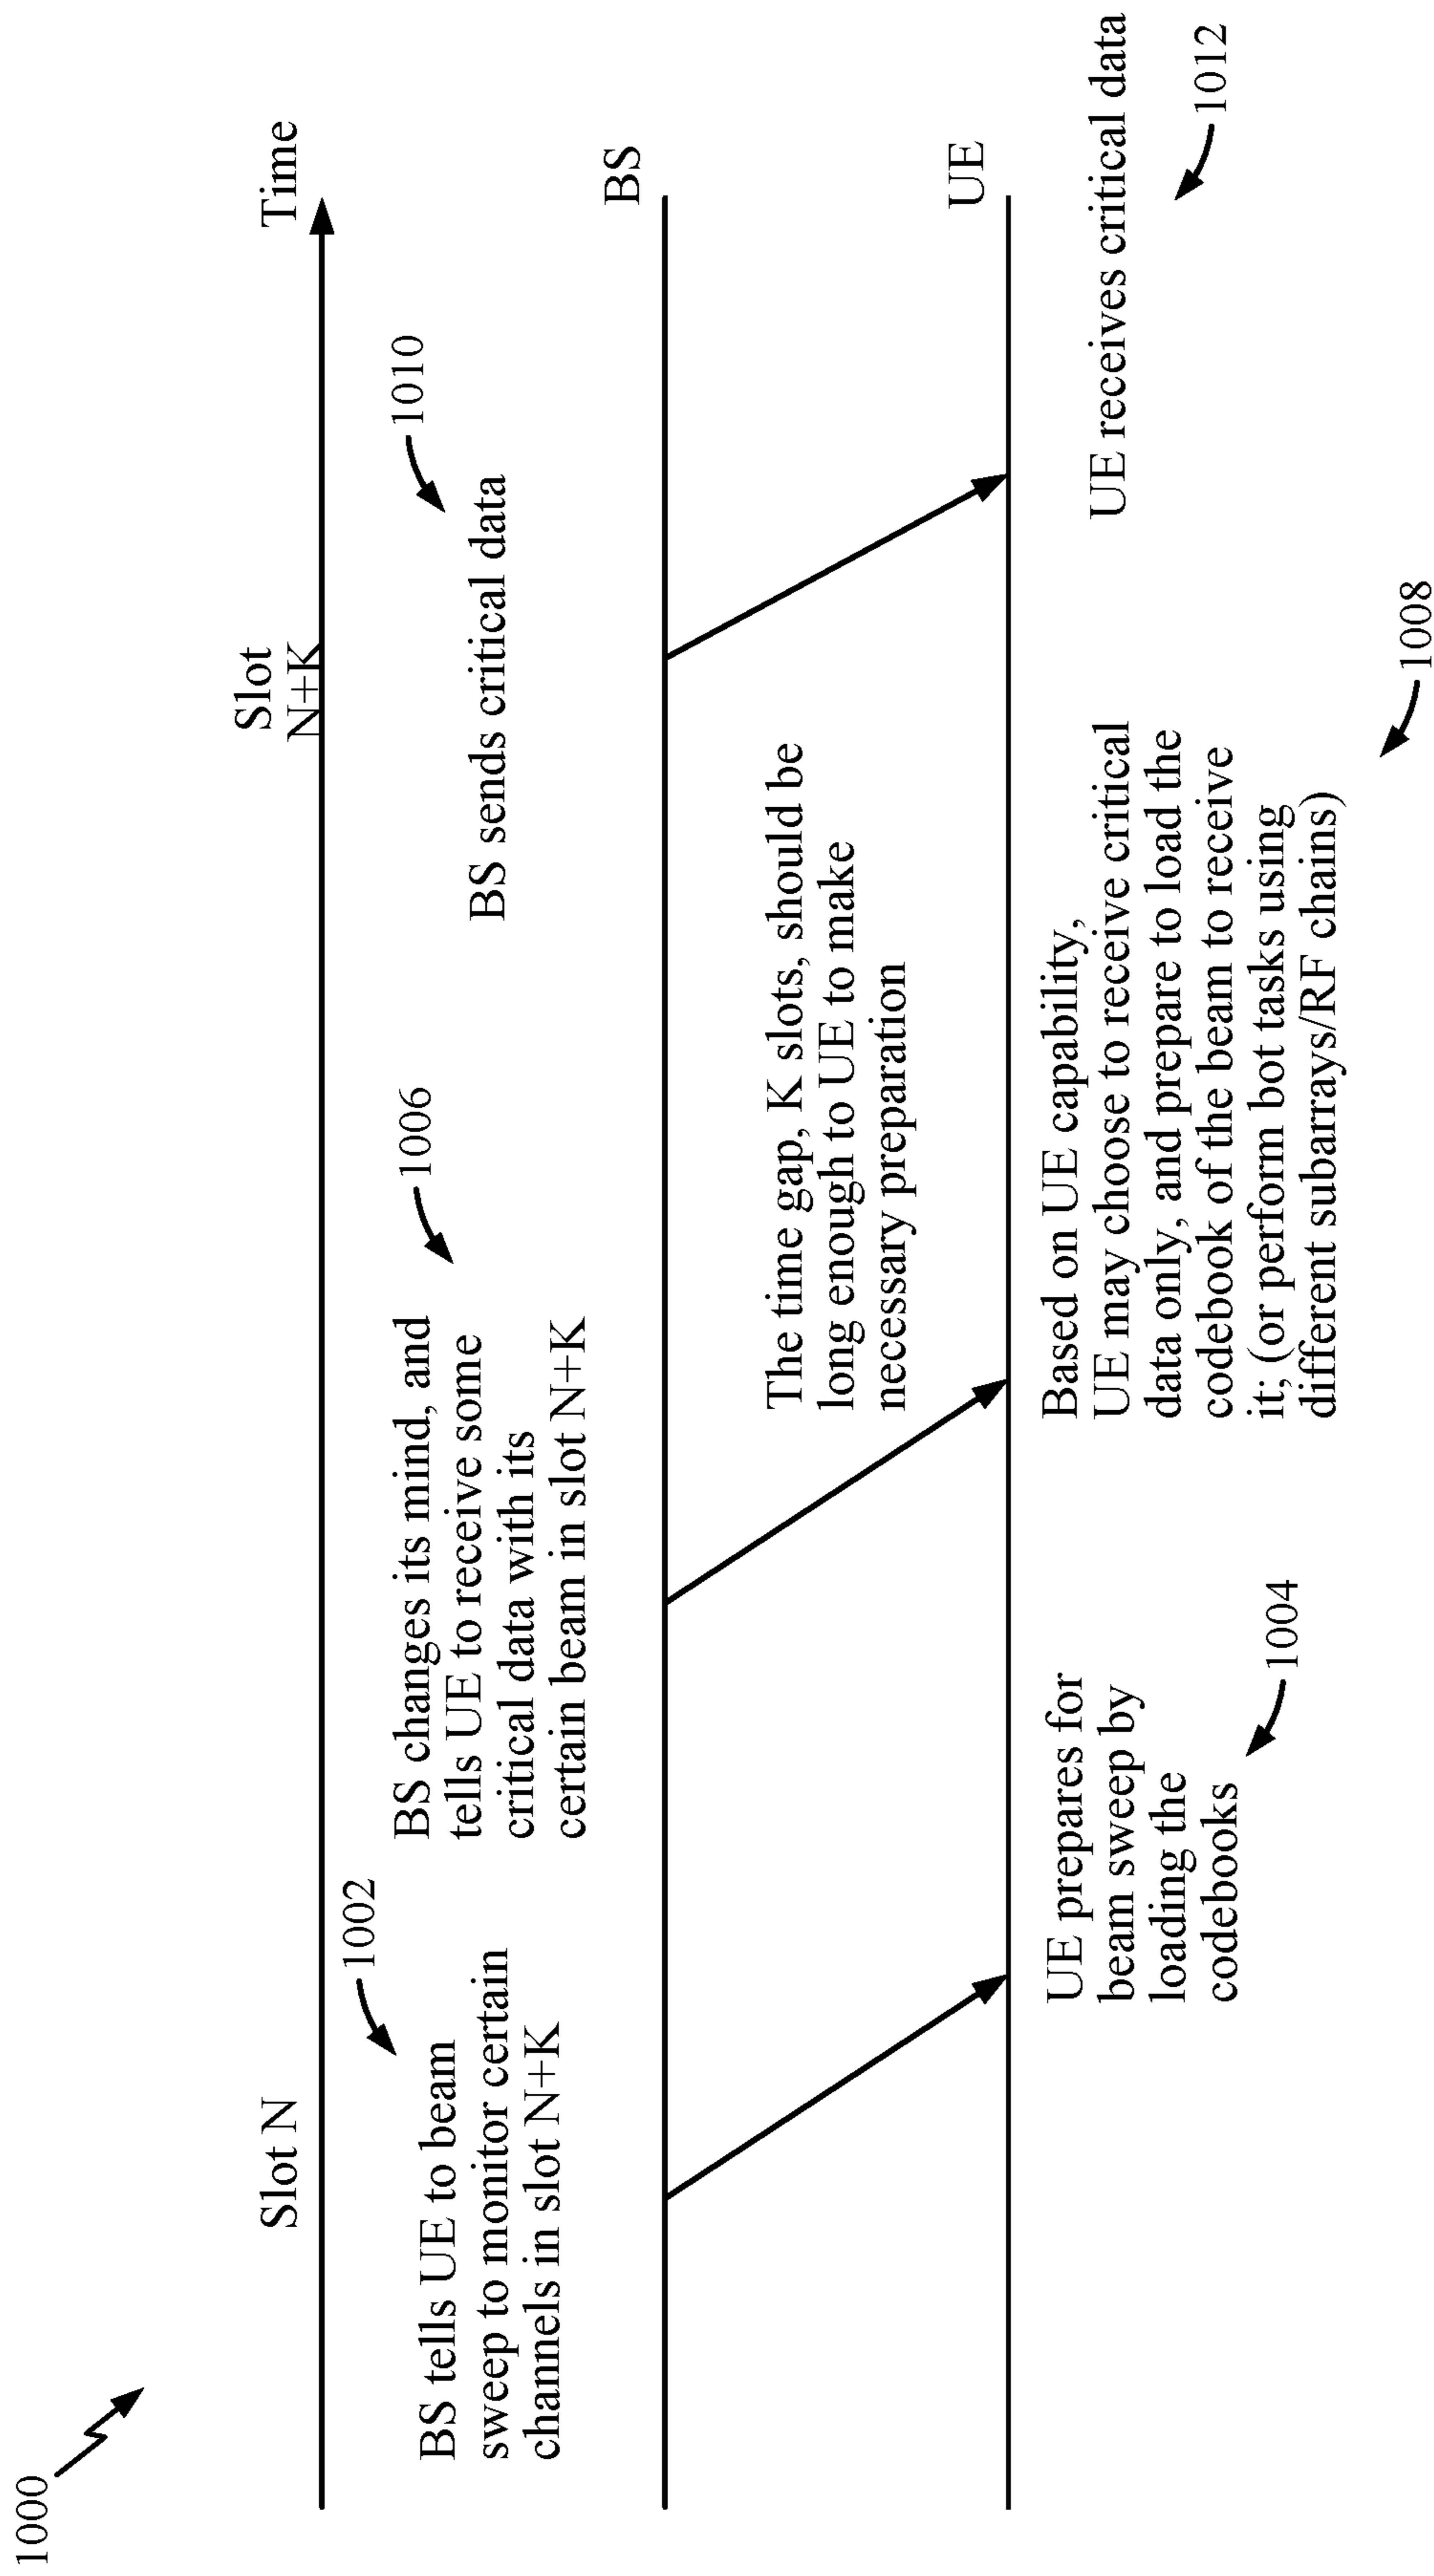 1000
Slot N
Slot
N+K
Time
BS tells UE to beam
sweep to monitor certain
channels in slot N+K
1002
BS changes its mind, and
tells UE to receive some
critical data with its
certain beam in slot N+K
1006
BS sends critical data
1010
BS
The time gap, K slots, should be
long enough to UE to make
necessary preparation
UE
UE prepares for
beam sweep by
loading the
codebooks
1004
Based on UE capability,
UE may choose to receive critical
data only, and prepare to load the
codebook of the beam to receive
it; (or perform bot tasks using
different subarrays/RF chains)
1008
UE receives critical data
1012